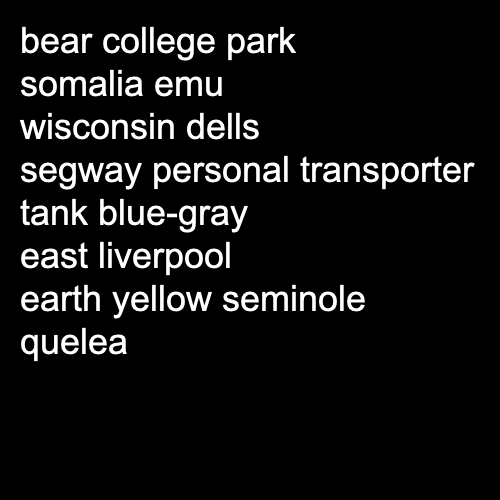 bear college park
somalia emu
wisconsin dells
segway personal transporter
tank blue-gray
east liverpool
earth yellow seminole
quelea